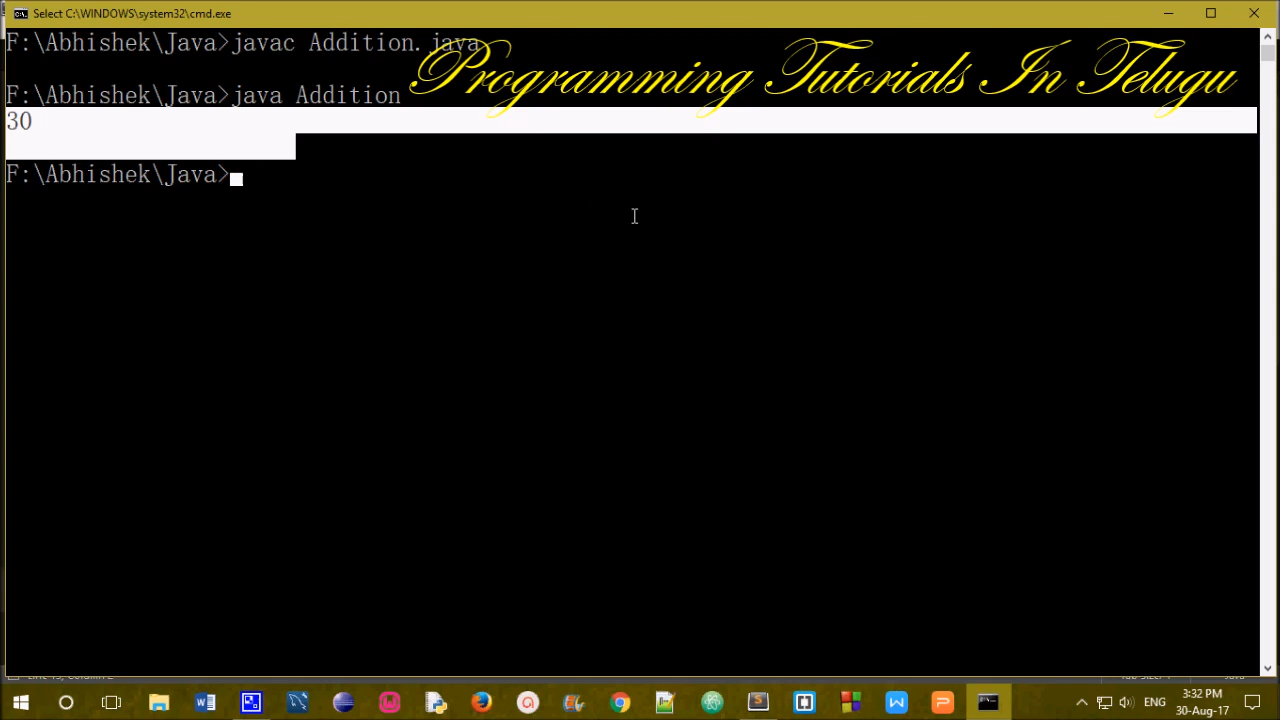 Select C:\WINDOWS\system32\cmd.exe
F:\Abhishek\Java>javac Addition.java
Programming Tutorials In Telugu
F:\Abhishek\Java>java Addition
30
F:\Abhishek\Java>
ENG
3:32 PM
30-Aug-17